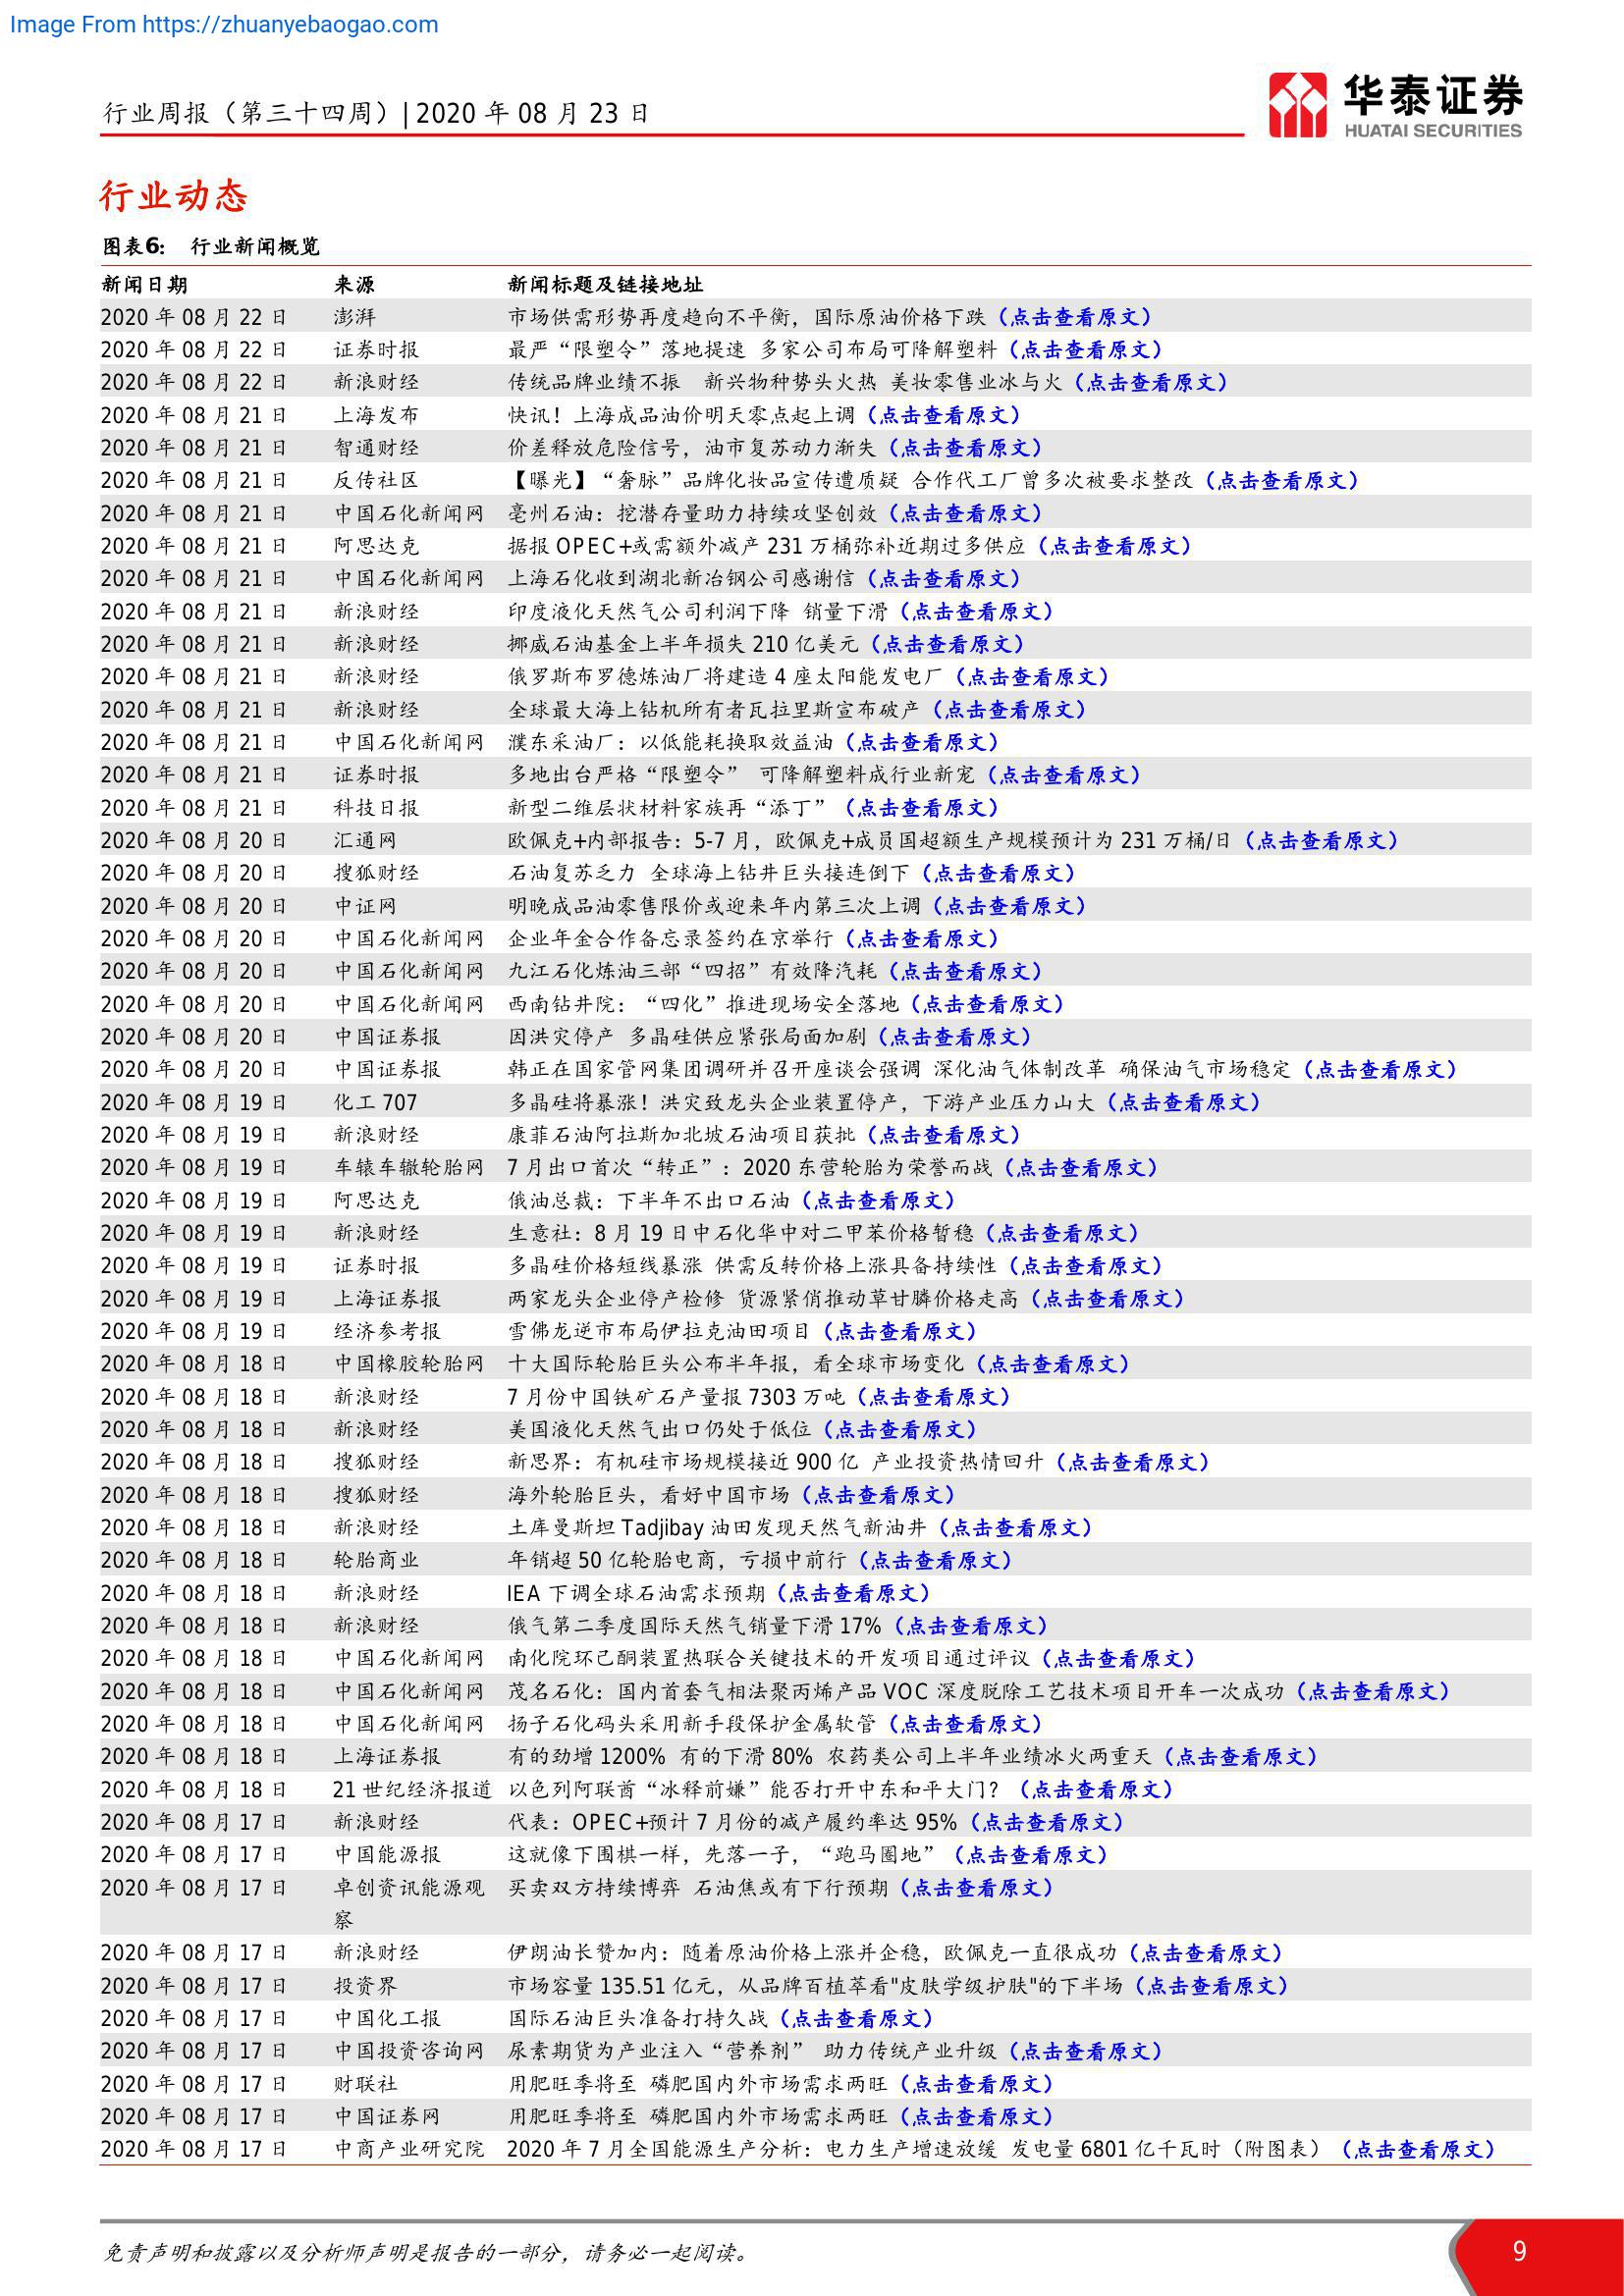 Image From https://zhuanyebaogao.com
行业周报（第三十四周）| 2020 年 08 月 23 日
华泰证券
HUATAI SECURITIES
行业动态
图表6： 行业新闻概览
新闻日期 来源 新闻标题及链接地址
2020 年 08 月 22 日 澎湃 市场供需形势再度趋向不平衡，国际原油价格下跌（点击查看原文）
2020 年 08 月 22 日 证券时报 最严“限塑令”落地提速 多家公司布局可降解塑料（点击查看原文）
2020 年 08 月 22 日 新浪财经 传统品牌业绩不振 新兴物种势头火热 美妆零售业冰与火（点击查看原文）
2020 年 08 月 21 日 上海发布 快讯！上海成品油价明天零点起上调（点击查看原文）
2020 年 08 月 21 日 智通财经 价差释放危险信号，油市复苏动力渐失（点击查看原文）
2020 年 08 月 21 日 反传社区 【曝光】“奢脉”品牌化妆品宣传遭质疑 合作代工厂曾多次被要求整改（点击查看原文）
2020 年 08 月 21 日 中国石化新闻网 亳州石油：挖潜存量助力持续攻坚创效（点击查看原文）
2020 年 08 月 21 日 阿思达克 据报 OPEC+或需额外减产 231 万桶弥补近期过多供应（点击查看原文）
2020 年 08 月 21 日 中国石化新闻网 上海石化收到湖北新冶钢公司感谢信（点击查看原文）
2020 年 08 月 21 日 新浪财经 印度液化天然气公司利润下降 销量下滑（点击查看原文）
2020 年 08 月 21 日 新浪财经 挪威石油基金上半年损失 210 亿美元（点击查看原文）
2020 年 08 月 21 日 新浪财经 俄罗斯布罗德炼油厂将建造 4 座太阳能发电厂（点击查看原文）
2020 年 08 月 21 日 新浪财经 全球最大海上钻机所有者瓦拉里斯宣布破产（点击查看原文）
2020 年 08 月 21 日 中国石化新闻网 濮东采油厂：以低能耗换取效益油（点击查看原文）
2020 年 08 月 21 日 证券时报 多地出台严格“限塑令” 可降解塑料成行业新宠（点击查看原文）
2020 年 08 月 21 日 科技日报 新型二维层状材料家族再“添丁”（点击查看原文）
2020 年 08 月 20 日 汇通网 欧佩克+内部报告：5-7 月，欧佩克+成员国超额生产规模预计为 231 万桶/日（点击查看原文）
2020 年 08 月 20 日 搜狐财经 石油复苏乏力 全球海上钻井巨头接连倒下（点击查看原文）
2020 年 08 月 20 日 中证网 明晚成品油零售限价或迎来年内第三次上调（点击查看原文）
2020 年 08 月 20 日 中国石化新闻网 企业年金合作备忘录签约在京举行（点击查看原文）
2020 年 08 月 20 日 中国石化新闻网 九江石化炼油三部“四招”有效降汽耗（点击查看原文）
2020 年 08 月 20 日 中国石化新闻网 西南钻井院：“四化”推进现场安全落地（点击查看原文）
2020 年 08 月 20 日 中国证券报 因洪灾停产 多晶硅供应紧张局面加剧（点击查看原文）
2020 年 08 月 20 日 中国证券报 韩正在国家管网集团调研并召开座谈会强调 深化油气体制改革 确保油气市场稳定（点击查看原文）
2020 年 08 月 19 日 化工 707 多晶硅将暴涨！洪灾致龙头企业装置停产，下游产业压力山大（点击查看原文）
2020 年 08 月 19 日 新浪财经 康菲石油阿拉斯加北坡石油项目获批（点击查看原文）
2020 年 08 月 19 日 车辕车辙轮胎网 7 月出口首次“转正”：2020 东营轮胎为荣誉而战（点击查看原文）
2020 年 08 月 19 日 阿思达克 俄油总裁：下半年不出口石油（点击查看原文）
2020 年 08 月 19 日 新浪财经 生意社：8 月 19 日中石化华中对二甲苯价格暂稳（点击查看原文）
2020 年 08 月 19 日 证券时报 多晶硅价格短线暴涨 供需反转价格上涨具备持续性（点击查看原文）
2020 年 08 月 19 日 上海证券报 两家龙头企业停产检修 货源紧俏推动草甘膦价格走高（点击查看原文）
2020 年 08 月 19 日 经济参考报 雪佛龙逆市布局伊拉克油田项目（点击查看原文）
2020 年 08 月 18 日 中国橡胶轮胎网 十大国际轮胎巨头公布半年报，看全球市场变化（点击查看原文）
2020 年 08 月 18 日 新浪财经 7 月份中国铁矿石产量报 7303 万吨（点击查看原文）
2020 年 08 月 18 日 新浪财经 美国液化天然气出口仍处于低位（点击查看原文）
2020 年 08 月 18 日 搜狐财经 新思界：有机硅市场规模接近 900 亿 产业投资热情回升（点击查看原文）
2020 年 08 月 18 日 搜狐财经 海外轮胎巨头，看好中国市场（点击查看原文）
2020 年 08 月 18 日 新浪财经 土库曼斯坦 Tadjibay 油田发现天然气新油井（点击查看原文）
2020 年 08 月 18 日 轮胎商业 年销超 50 亿轮胎电商，亏损中前行（点击查看原文）
2020 年 08 月 18 日 新浪财经 IEA 下调全球石油需求预期（点击查看原文）
2020 年 08 月 18 日 新浪财经 俄气第二季度国际天然气销量下滑 17%（点击查看原文）
2020 年 08 月 18 日 中国石化新闻网 南化院环己酮装置热联合关键技术的开发项目通过评议（点击查看原文）
2020 年 08 月 18 日 中国石化新闻网 茂名石化：国内首套气相法聚丙烯产品 VOC 深度脱除工艺技术项目开车一次成功（点击查看原文）
2020 年 08 月 18 日 中国石化新闻网 扬子石化码头采用新手段保护金属软管（点击查看原文）
2020 年 08 月 18 日 上海证券报 有的劲增 1200% 有的下滑 80% 农药类公司上半年业绩冰火两重天（点击查看原文）
2020 年 08 月 18 日 21 世纪经济报道 以色列阿联酋“冰释前嫌”能否打开中东和平大门？（点击查看原文）
2020 年 08 月 17 日 新浪财经 代表：OPEC+预计 7 月份的减产履约率达 95%（点击查看原文）
2020 年 08 月 17 日 中国能源报 这就像下围棋一样，先落一子，“跑马圈地”（点击查看原文）
2020 年 08 月 17 日 卓创资讯能源观 买卖双方持续博弈 石油焦或有下行预期（点击查看原文）
察
2020 年 08 月 17 日 新浪财经 伊朗油长赞加内：随着原油价格上涨并企稳，欧佩克一直很成功（点击查看原文）
2020 年 08 月 17 日 投资界 市场容量 135.51 亿元，从品牌百植萃看"皮肤学级护肤"的下半场（点击查看原文）
2020 年 08 月 17 日 中国化工报 国际石油巨头准备打持久战（点击查看原文）
2020 年 08 月 17 日 中国投资咨询网 尿素期货为产业注入“营养剂” 助力传统产业升级（点击查看原文）
2020 年 08 月 17 日 财联社 用肥旺季将至 磷肥国内外市场需求两旺（点击查看原文）
2020 年 08 月 17 日 中国证券网 用肥旺季将至 磷肥国内外市场需求两旺（点击查看原文）
2020 年 08 月 17 日 中商产业研究院 2020 年 7 月全国能源生产分析：电力生产增速放缓 发电量 6801 亿千瓦时（附图表）（点击查看原文）
免责声明和披露以及分析师声明是报告的一部分，请务必一起阅读。
9